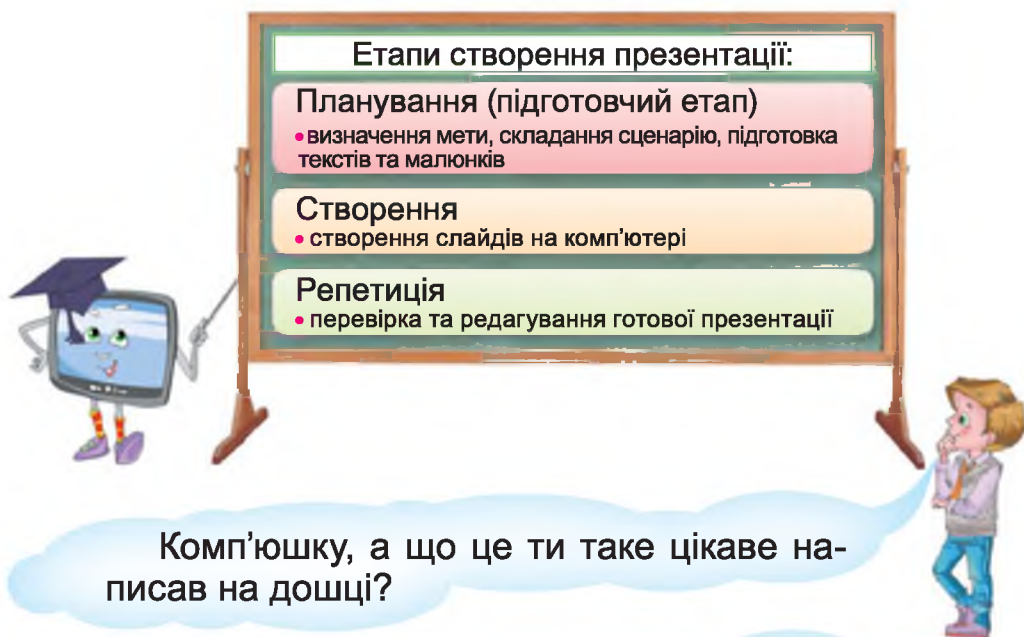 Етапи створення презентації:
Планування (підготовчий етап)
•визначення мети, складання сценарію, підготовка
текстів та малюнків
Створення
• створення слайдів на комп'ютері
Репетиція
• перевірка та редагування готової презентації
Комп'юшку, а що це ти таке цікаве на-
писав на дошці?